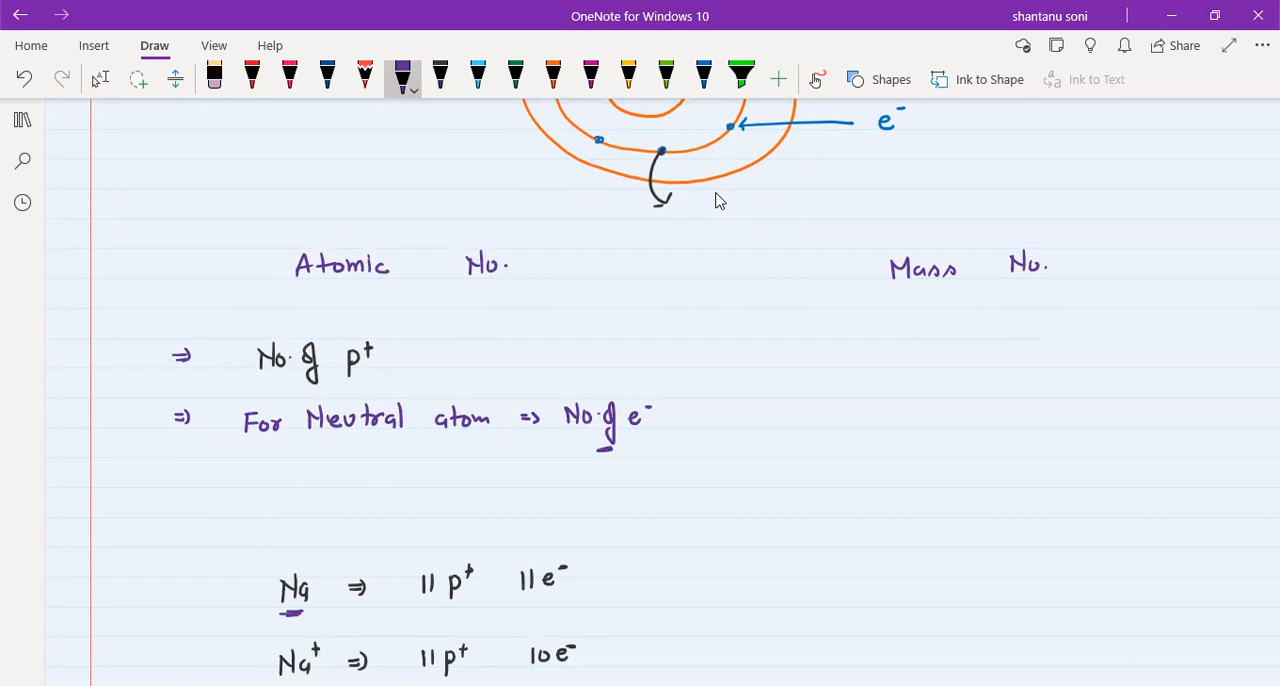 OneNote for Windows 10 shantanu soni
Home Insert Draw View Help Share
Shapes Ink to Shape Ink to Text
e⁻
Atomic No. Mass No.
⇒ No. of p⁺
⇒ For Neutral atom ⇒ No. of e⁻
Na ⇒ 11 p⁺ 11 e⁻
Na⁺ ⇒ 11 p⁺ 10 e⁻